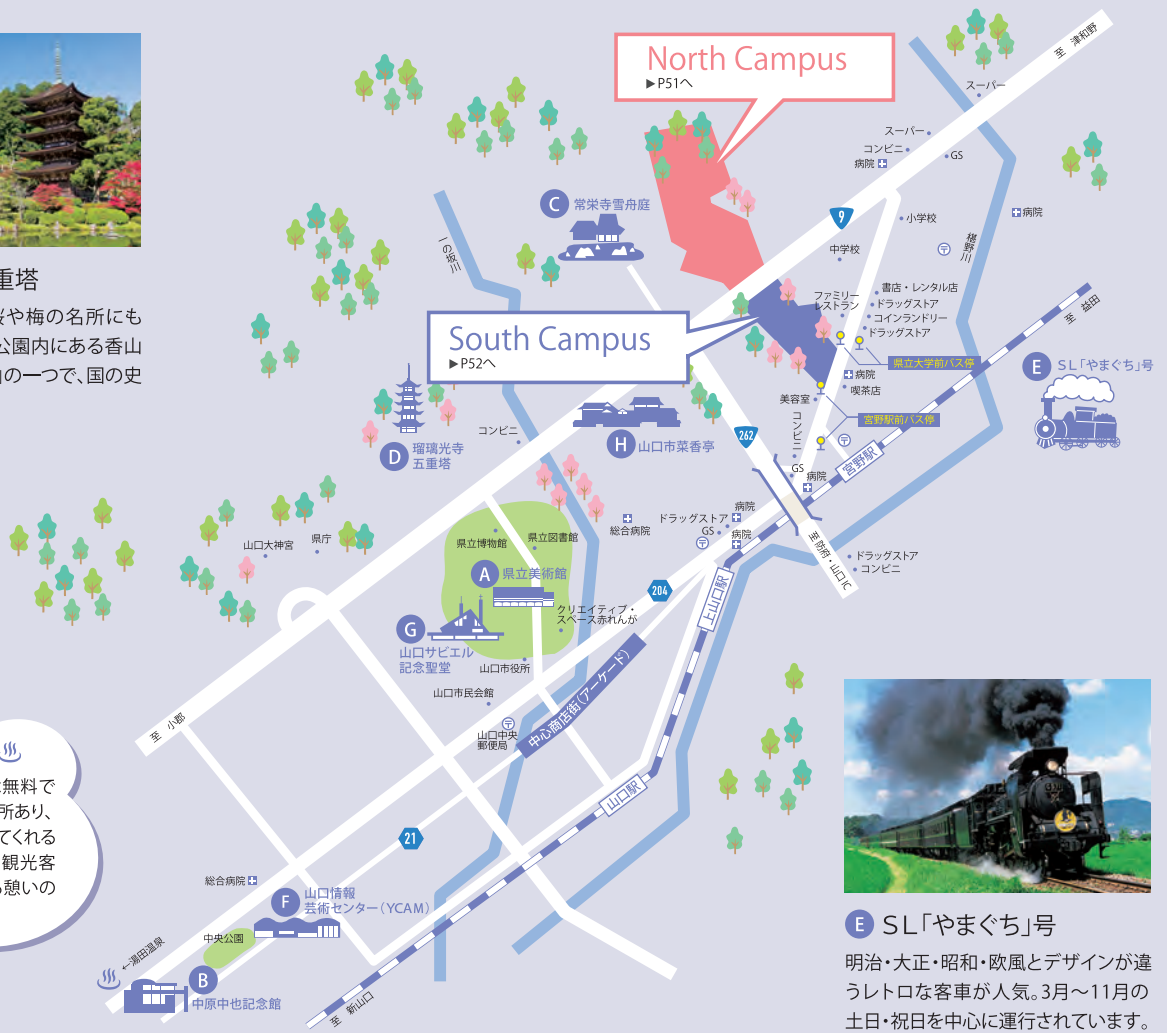 North Campus
▶P51へ
至 津和野
スーパー
スーパー
コンビニ
病院
GS
病院
C 常栄寺雪舟庭
9
小学校
中学校
椹野川
一の坂川
書店・レンタル店
ファミリー
レストラン
ドラッグストア
コインランドリー
ドラッグストア
至 益田
重塔
桜や梅の名所にも
公園内にある香山
山の一つで、国の史
South Campus
▶P52へ
県立大学前バス停
病院
喫茶店
美容室
E SL「やまぐち」号
宮野駅前バス停
コンビニ
D 瑠璃光寺
五重塔
コンビニ
H 山口市菜香亭
262
宮野駅
GS
病院
山口大神宮
県庁
県立博物館
県立図書館
総合病院
ドラッグストア
病院
GS
病院
至 防府・山口IC
ドラッグストア
コンビニ
A 県立美術館
204
上山口駅
クリエイティブ・
スペース赤れんが
G 山口サビエル
記念聖堂
山口市役所
山口市民会館
中心商店街(アーケード)
山口中央
郵便局
至 小郡
山口駅
無料で
所あり、
てくれる
観光客
憩いの
21
総合病院
F 山口情報
芸術センター(YCAM)
中央公園
←湯田温泉
B 中原中也記念館
至 新山口
E SL「やまぐち」号
明治・大正・昭和・欧風とデザインが違
うレトロな客車が人気。3月～11月の
土日・祝日を中心に運行されています。